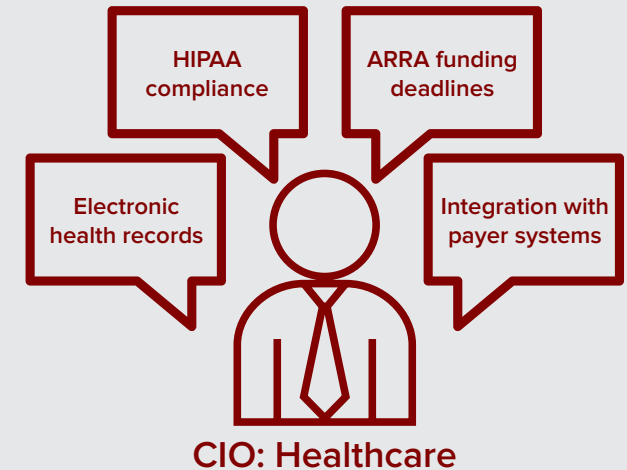 HIPAA
compliance
ARRA funding
deadlines
Electronic
health records
Integration with
payer systems
CIO: Healthcare